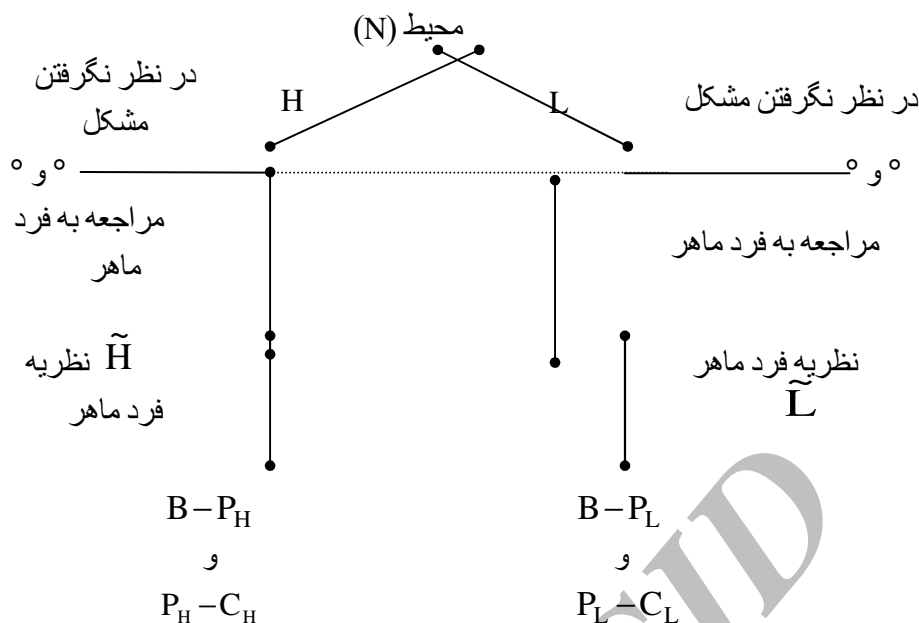 محیط (N)
در نظر نگرفتن
مشکل
H
L
در نظر نگرفتن مشکل
° و °
° و °
مراجعه به فرد
ماهر
مراجعه به فرد ماهر
H̃ نظریه
فرد ماهر
نظریه فرد ماهر
L̃
B – P_H
و
P_H – C_H
B – P_L
و
P_L – C_L